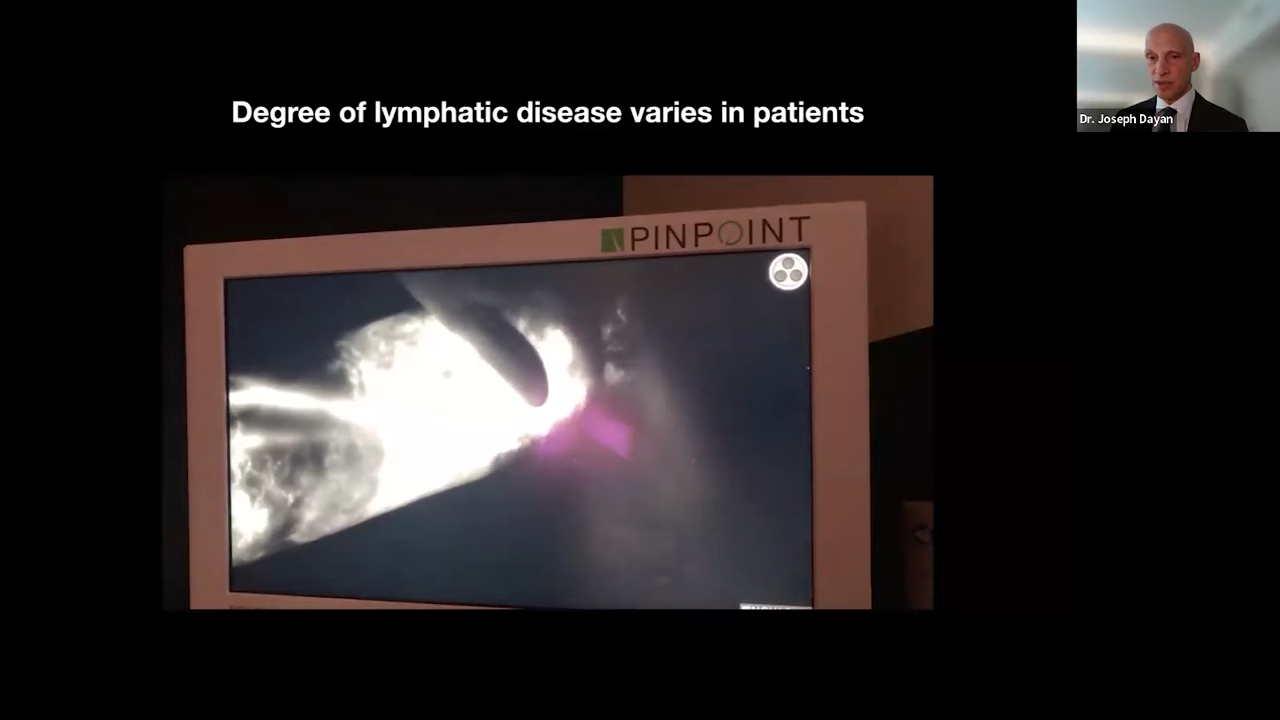 Degree of lymphatic disease varies in patients
Dr. Joseph Dayan
PINPOINT